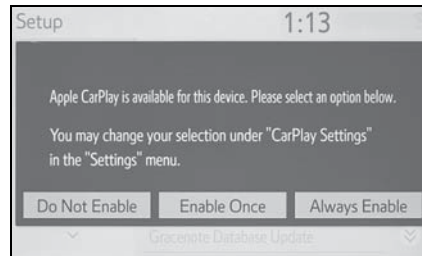 Setup 1:13
Apple CarPlay is available for this device. Please select an option below.
You may change your selection under "CarPlay Settings"
in the "Settings" menu.
Do Not Enable Enable Once Always Enable
Gracenote Database Update